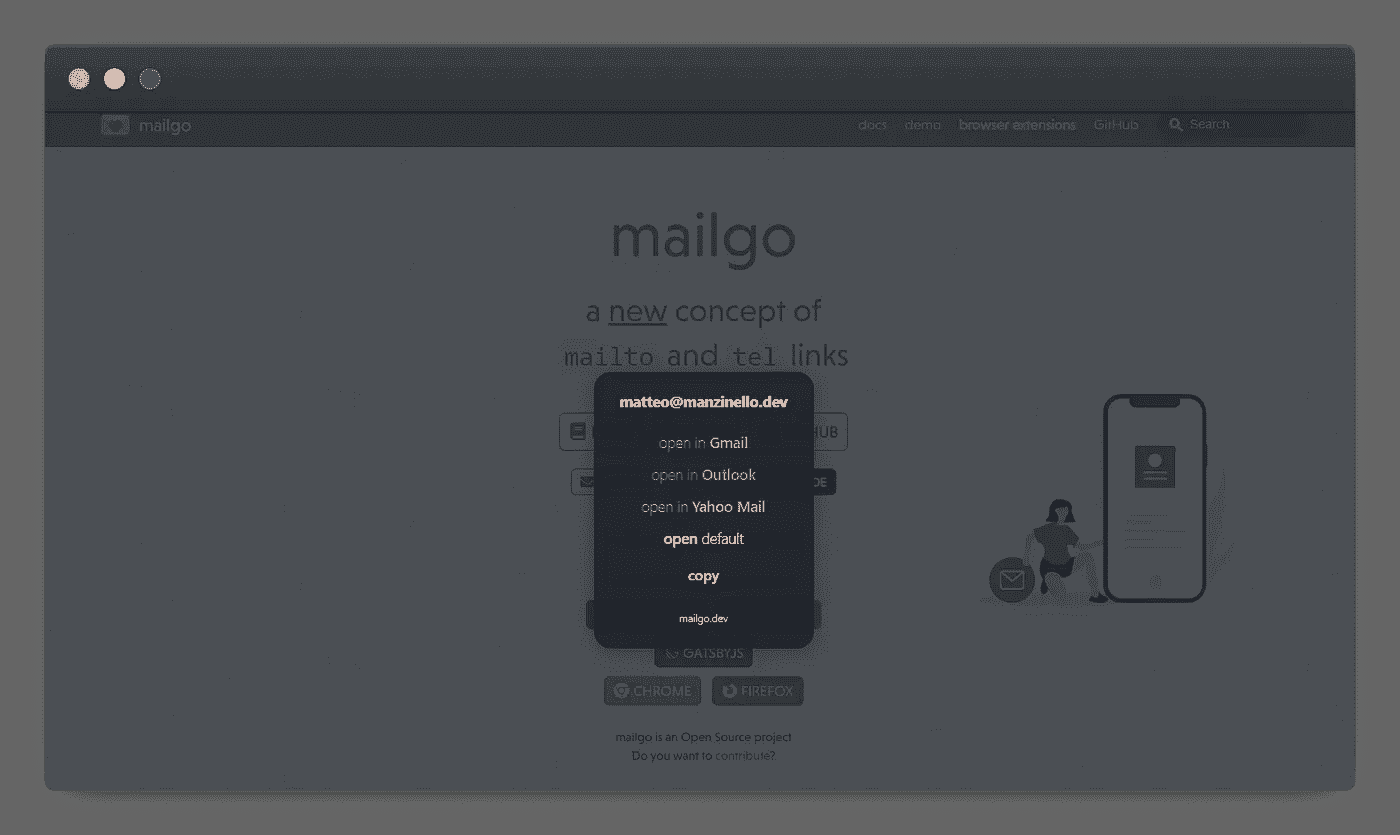 mailgo
docs demo browser extensions GitHub Search
mailgo
a new concept of
mailto and tel links
matteo@manzinello.dev
HUB
open in Gmail
open in Outlook
DE
open in Yahoo Mail
open default
copy
mailgo.dev
GATSBYJS
CHROME FIREFOX
mailgo is an Open Source project
Do you want to contribute?